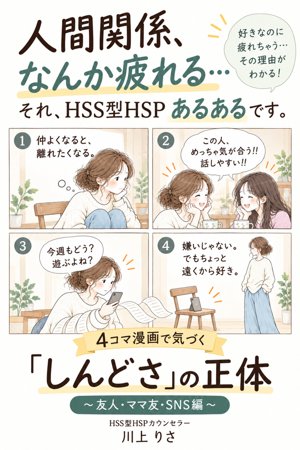 人間関係、
なんか疲れる…
それ、HSS型HSP あるあるです。
好きなのに
疲れちゃう…
その理由が
わかる！
1 仲よくなると、
離れたくなる。
2 この人、
めっちゃ気が合う!!
話しやすい!!
3 今週もどう？
遊ぶよね？
4 嫌いじゃない。
でもちょっと
遠くから好き。
4コマ漫画で気づく
「しんどさ」の正体
～友人・ママ友・SNS編～
HSS型HSPカウンセラー
川上 りさ